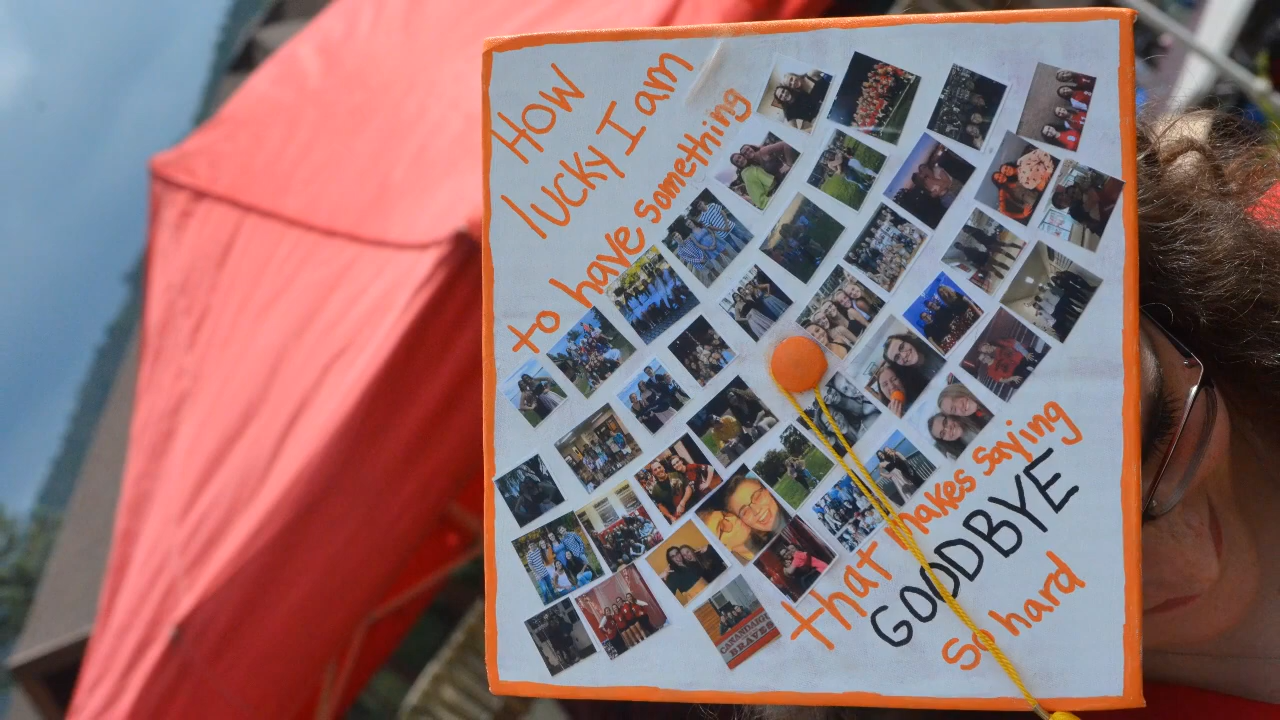 How
lucky I am
to have something
that makes saying
GOODBYE
So hard
CANANDAIGUA
BRAVES